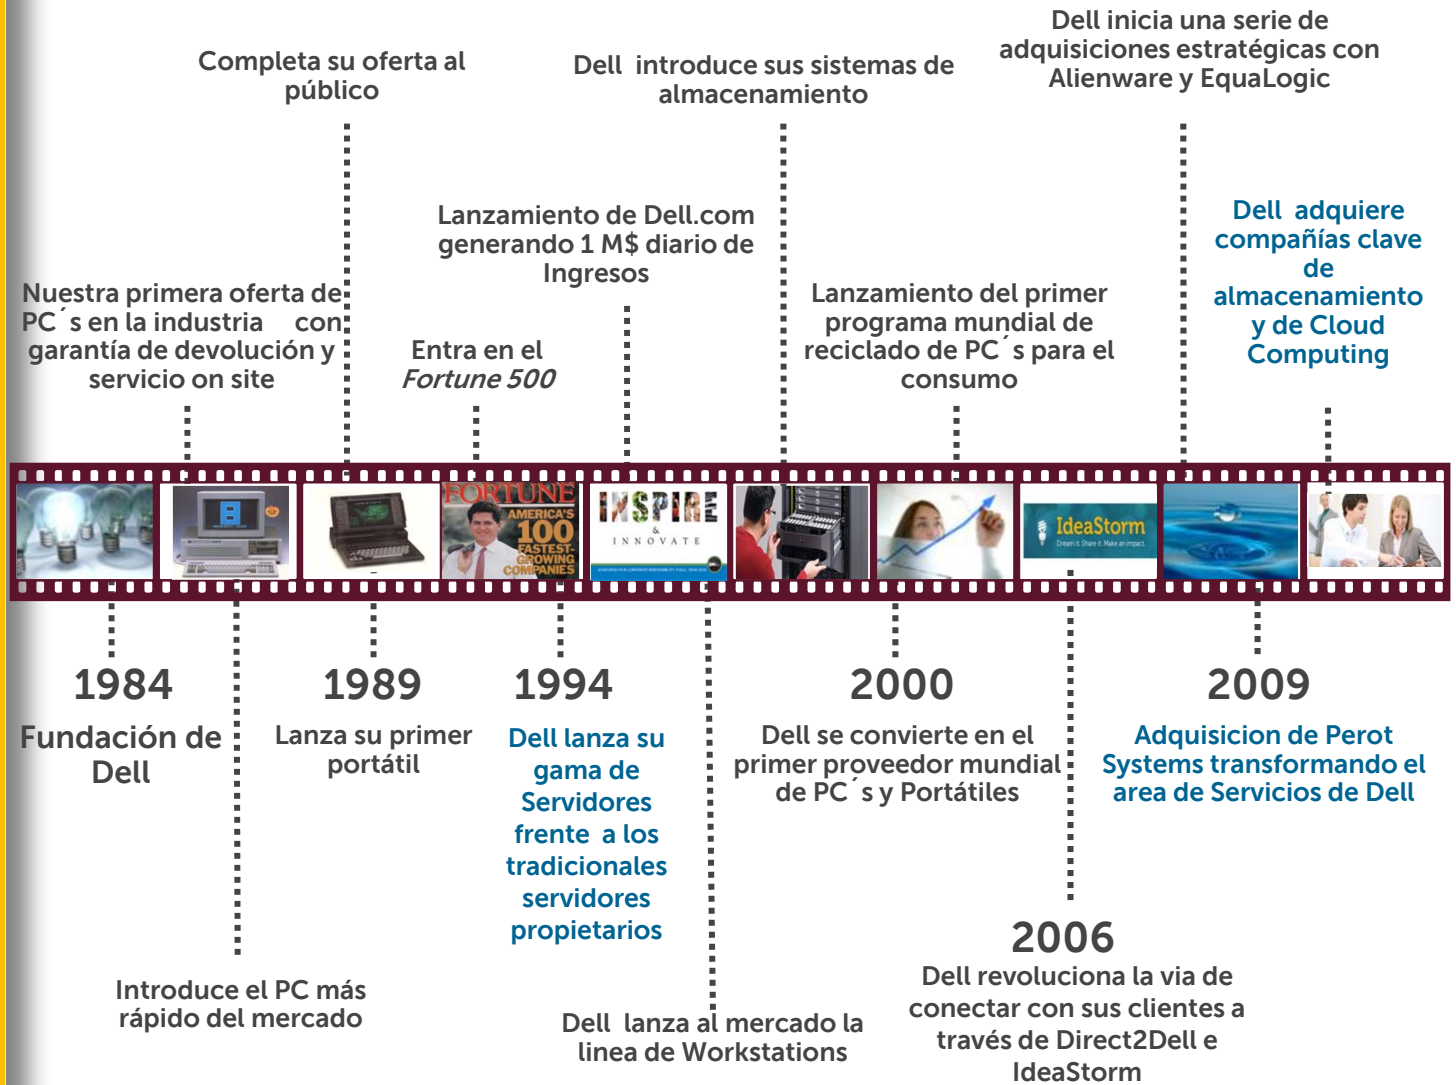 Dell inicia una serie de
adquisiciones estratégicas con
Alienware y EquaLogic
Completa su oferta al
público
Dell introduce sus sistemas de
almacenamiento
Lanzamiento de Dell.com
generando 1 M$ diario de
Ingresos
Dell adquiere
compañías clave
de
almacenamiento
y de Cloud
Computing
Nuestra primera oferta de
PC´s en la industria con
garantía de devolución y
servicio on site
Entra en el
Fortune 500
Lanzamiento del primer
programa mundial de
reciclado de PC´s para el
consumo
FORTUNE
AMERICA'S
100
FASTEST-
GROWING
COMPANIES
INSPIRE
&
INNOVATE
IdeaStorm
Dream it. Share it. Make an impact.
1984
Fundación de
Dell
1989
Lanza su primer
portátil
1994
Dell lanza su
gama de
Servidores
frente a los
tradicionales
servidores
propietarios
2000
Dell se convierte en el
primer proveedor mundial
de PC´s y Portátiles
2009
Adquisicion de Perot
Systems transformando el
area de Servicios de Dell
Introduce el PC más
rápido del mercado
Dell lanza al mercado la
linea de Workstations
2006
Dell revoluciona la via de
conectar con sus clientes a
través de Direct2Dell e
IdeaStorm